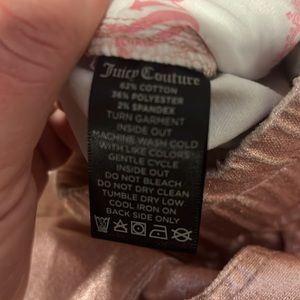 Juicy Couture
62% COTTON
36% POLYESTER
2% SPANDEX
TURN GARMENT
INSIDE OUT
MACHINE WASH COLD
WITH LIKE COLORS
GENTLE CYCLE
INSIDE OUT
DO NOT BLEACH
DO NOT DRY CLEAN
TUMBLE DRY LOW
COOL IRON ON
BACK SIDE ONLY